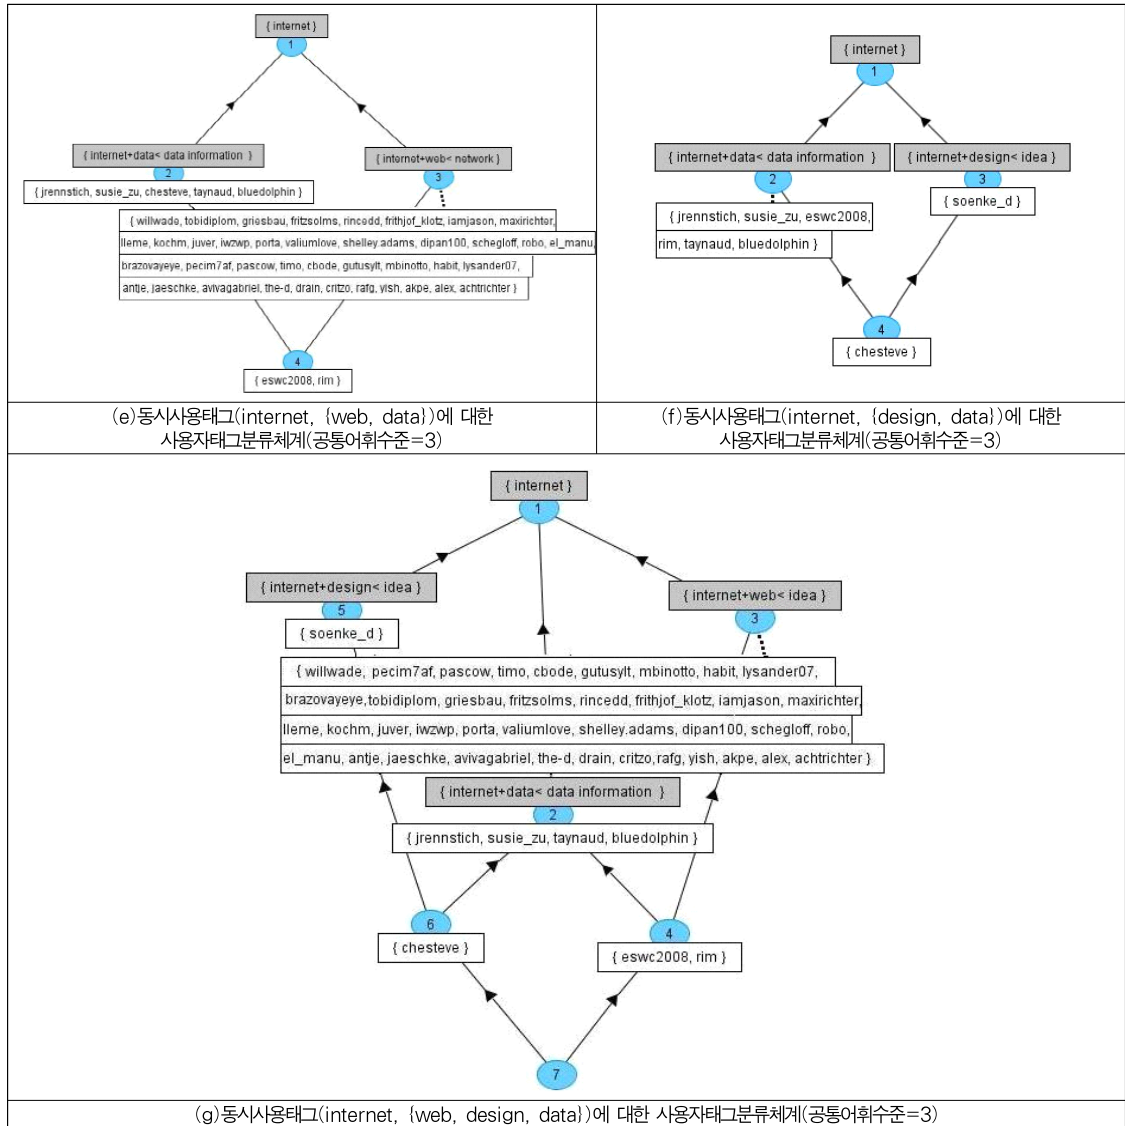 { internet }
1
{ internet+data< data information }
2
{ jrennstich, susie_zu, chesteve, taynaud, bluedolphin }
{ internet+web< network }
3
{ willwade, tobidiplom, griesbau, fritzsolms, rincedd, frithjof_klotz, iamjason, maxirichter,
lleme, kochm, juver, iwzwp, porta, valiumlove, shelley.adams, dipan100, schegloff, robo, el_manu,
brazovayeye, pecim7af, pascow, timo, cbode, gutusylt, mbinotto, habit, lysander07,
antje, jaeschke, avivagabriel, the-d, drain, critzo, rafg, yish, akpe, alex, achtrichter }
4
{ eswc2008, rim }
(e)동시사용태그(internet, {web, data})에 대한
사용자태그분류체계(공통어휘수준=3)
{ internet }
1
{ internet+data< data information }
2
{ jrennstich, susie_zu, eswc2008,
rim, taynaud, bluedolphin }
{ internet+design< idea }
3
{ soenke_d }
4
{ chesteve }
(f)동시사용태그(internet, {design, data})에 대한
사용자태그분류체계(공통어휘수준=3)
{ internet }
1
{ internet+design< idea }
5
{ soenke_d }
{ internet+web< idea }
3
{ willwade, pecim7af, pascow, timo, cbode, gutusylt, mbinotto, habit, lysander07,
brazovayeye,tobidiplom, griesbau, fritzsolms, rincedd, frithjof_klotz, iamjason, maxirichter,
lleme, kochm, juver, iwzwp, porta, valiumlove, shelley.adams, dipan100, schegloff, robo,
el_manu, antje, jaeschke, avivagabriel, the-d, drain, critzo,rafg, yish, akpe, alex, achtrichter }
{ internet+data< data information }
2
{ jrennstich, susie_zu, taynaud, bluedolphin }
6
{ chesteve }
4
{ eswc2008, rim }
7
(g)동시사용태그(internet, {web, design, data})에 대한 사용자태그분류체계(공통어휘수준=3)